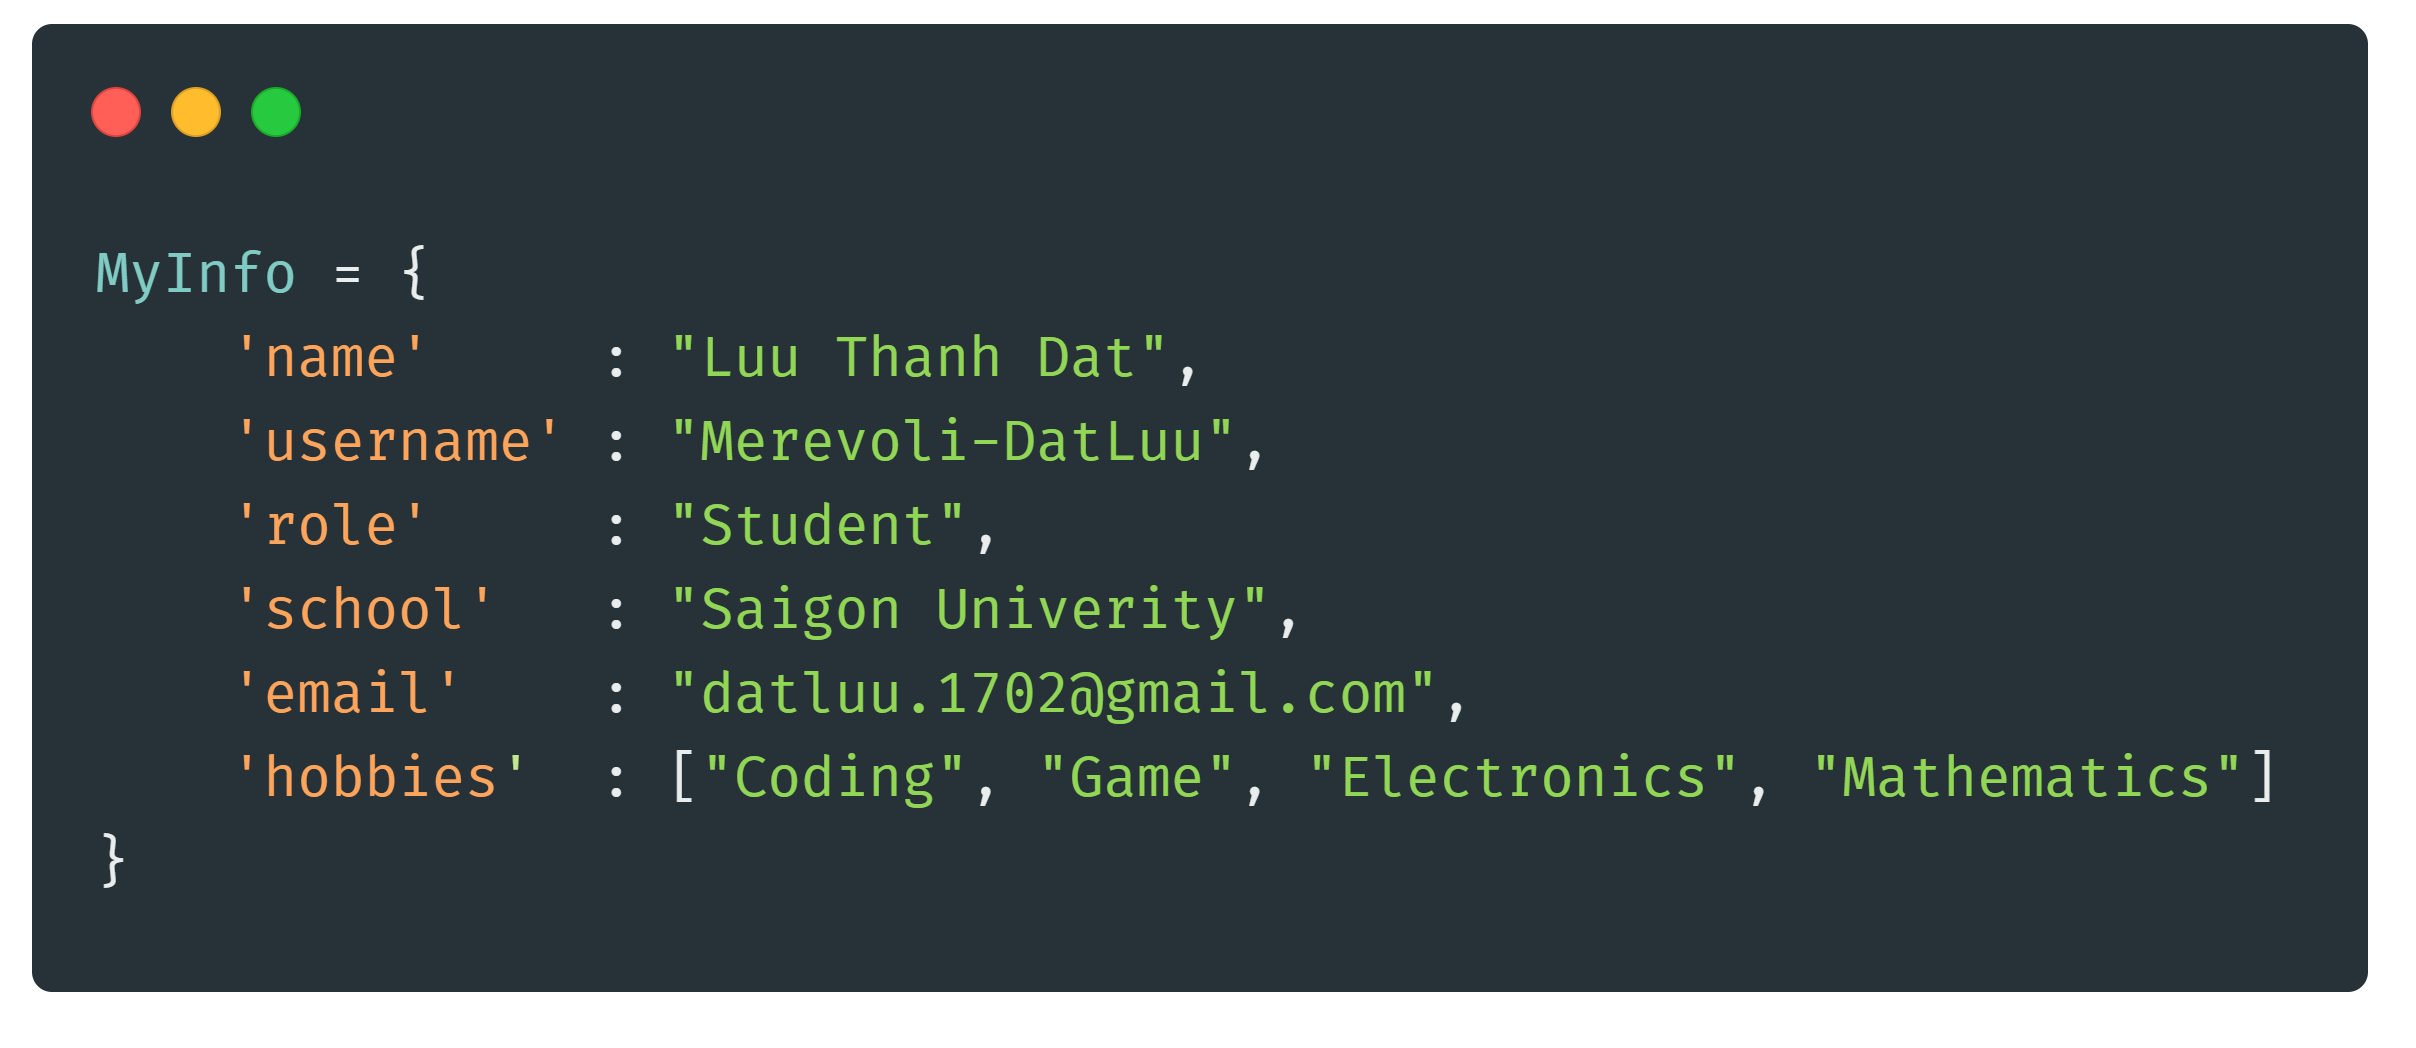 MyInfo = {
    'name'     : "Luu Thanh Dat",
    'username' : "Merevoli-DatLuu",
    'role'     : "Student",
    'school'   : "Saigon Univerity",
    'email'    : "datluu.1702@gmail.com",
    'hobbies'  : ["Coding", "Game", "Electronics", "Mathematics"]
}